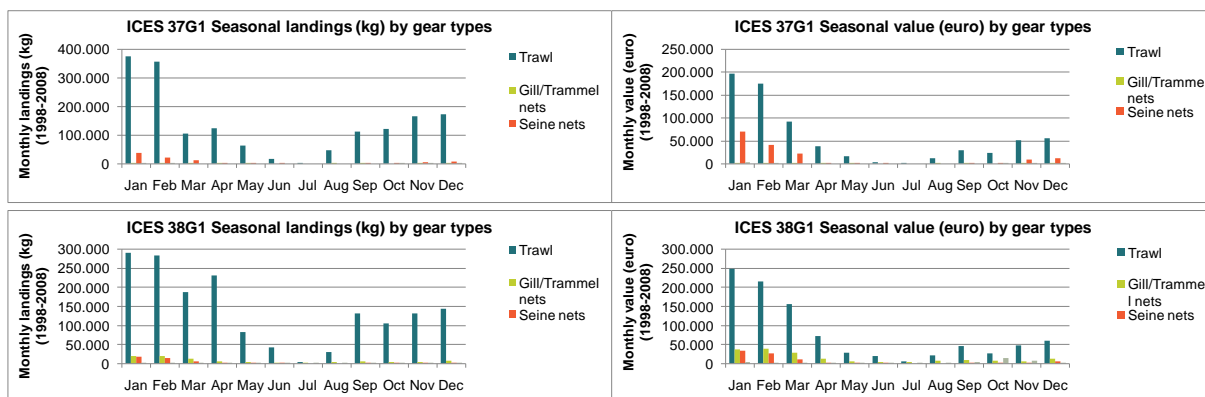 ICES 37G1 Seasonal landings (kg) by gear types
Monthly landings (kg)
(1998-2008)
400.000
300.000
200.000
100.000
0
Jan Feb Mar Apr May Jun Jul Aug Sep Oct Nov Dec
Trawl
Gill/Trammel
nets
Seine nets
ICES 37G1 Seasonal value (euro) by gear types
Monthly value (euro)
(1998-2008)
250.000
200.000
150.000
100.000
50.000
0
Jan Feb Mar Apr May Jun Jul Aug Sep Oct Nov Dec
Trawl
Gill/Trammel
nets
Seine nets
ICES 38G1 Seasonal landings (kg) by gear types
Monthly landings (kg)
(1998-2008)
300.000
250.000
200.000
150.000
100.000
50.000
0
Jan Feb Mar Apr May Jun Jul Aug Sep Oct Nov Dec
Trawl
Gill/Trammel
nets
Seine nets
ICES 38G1 Seasonal value (euro) by gear types
Monthly value (euro)
(1998-2008)
300.000
250.000
200.000
150.000
100.000
50.000
0
Jan Feb Mar Apr May Jun Jul Aug Sep Oct Nov Dec
Trawl
Gill/Tramme
l nets
Seine nets